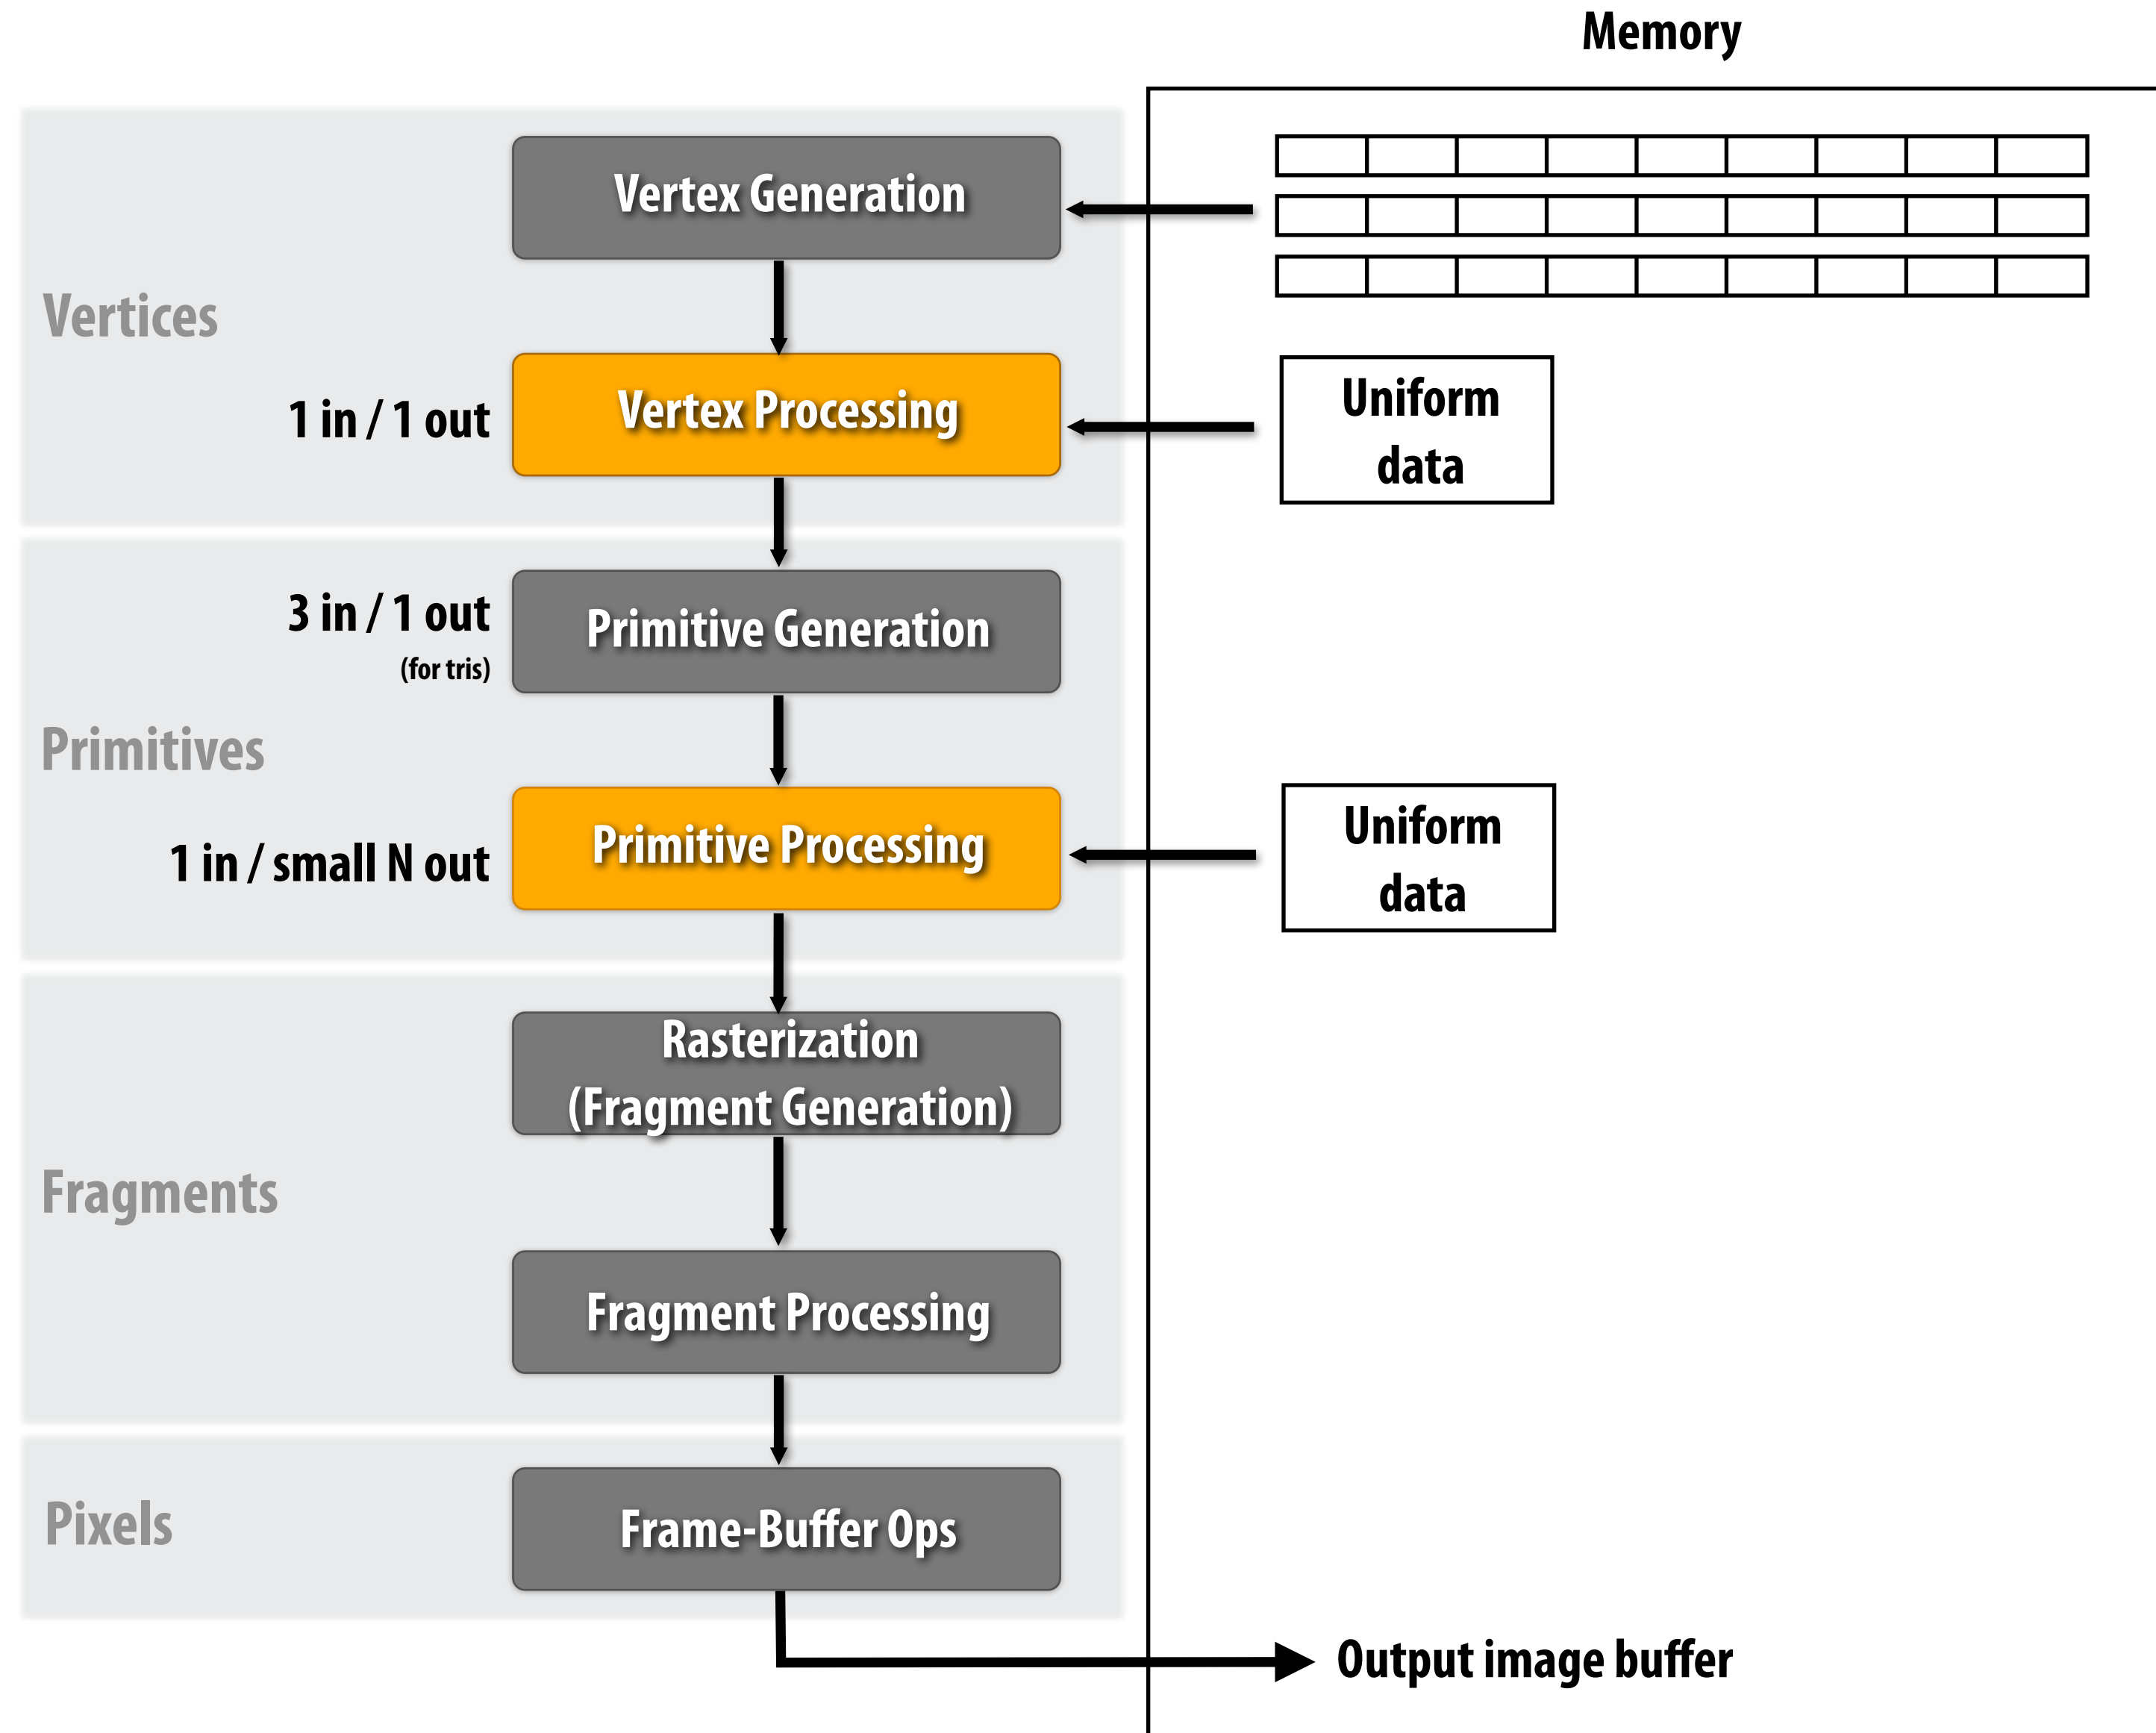 Memory
Vertex Generation
Vertices
1 in / 1 out
Vertex Processing
Uniform
data
3 in / 1 out
(for tris)
Primitive Generation
Primitives
1 in / small N out
Primitive Processing
Uniform
data
Rasterization
(Fragment Generation)
Fragments
Fragment Processing
Pixels
Frame-Buffer Ops
Output image buffer